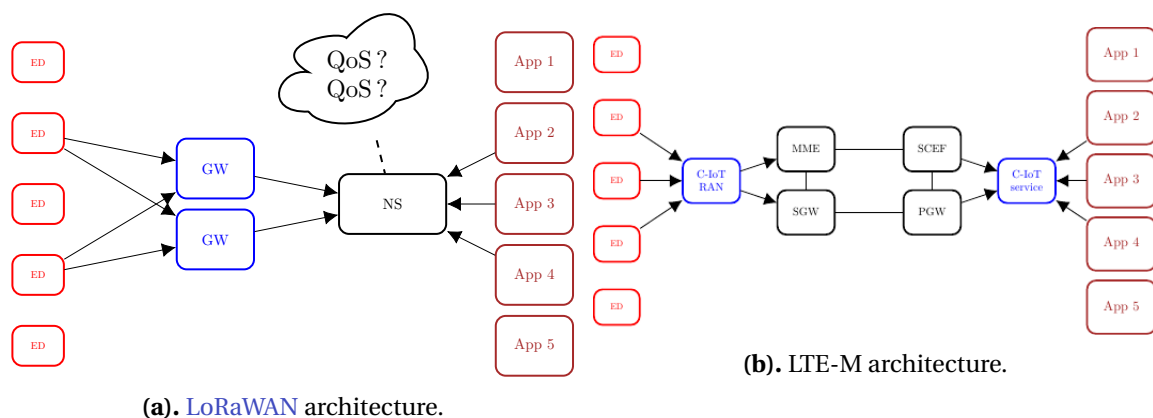 QoS ?
QoS ?
ED
ED
ED
ED
ED
GW
GW
NS
App 1
App 2
App 3
App 4
App 5
(a). LoRaWAN architecture.
ED
ED
ED
ED
ED
C-IoT
RAN
MME
SGW
SCEF
PGW
C-IoT
service
App 1
App 2
App 3
App 4
App 5
(b). LTE-M architecture.